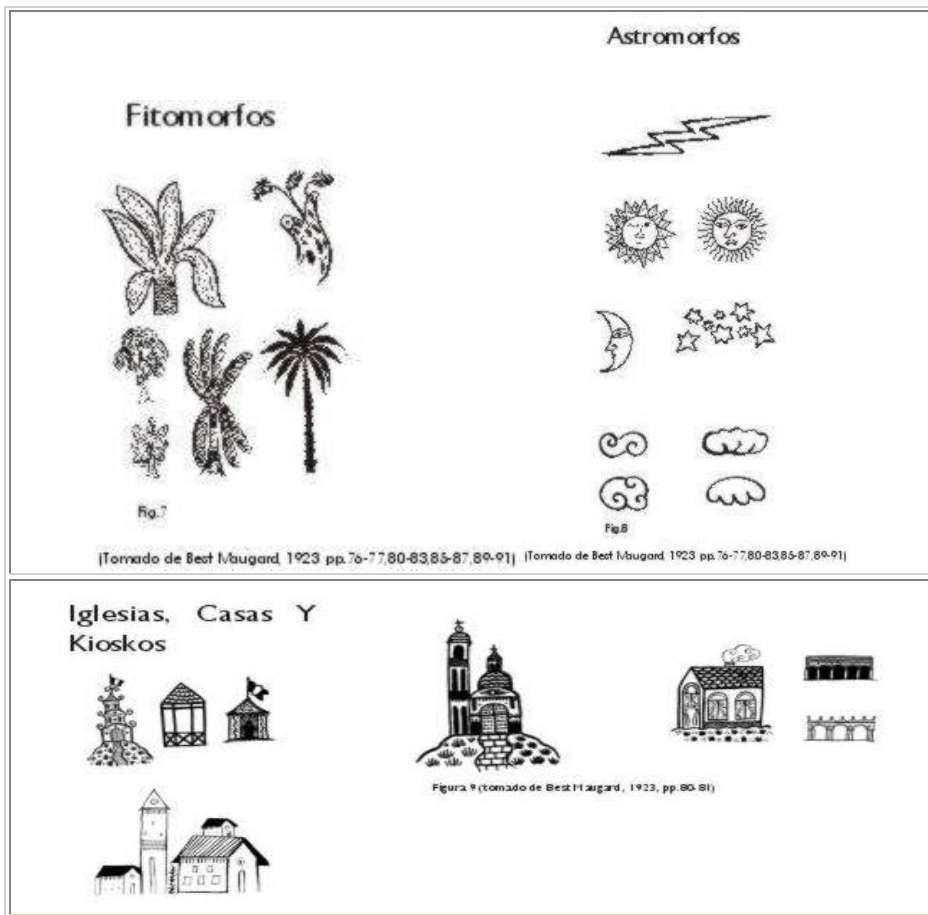 Fitomorfos
Fig.7
(Tomado de Best Maugard, 1923 pp.76-77,80-83,85-87,89-91)
Astromorfos
Fig.8
(Tomado de Best Maugard, 1923 pp.76-77,80-83,85-87,89-91)
Iglesias, Casas Y
Kioskos
Figura 9 (tomado de Best Maugard, 1923, pp.80-81)